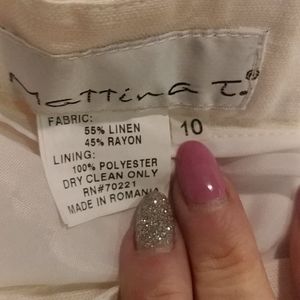 Mattina T.®
FABRIC:
55% LINEN
45% RAYON
LINING:
100% POLYESTER
DRY CLEAN ONLY
RN#70221
MADE IN ROMANIA
10